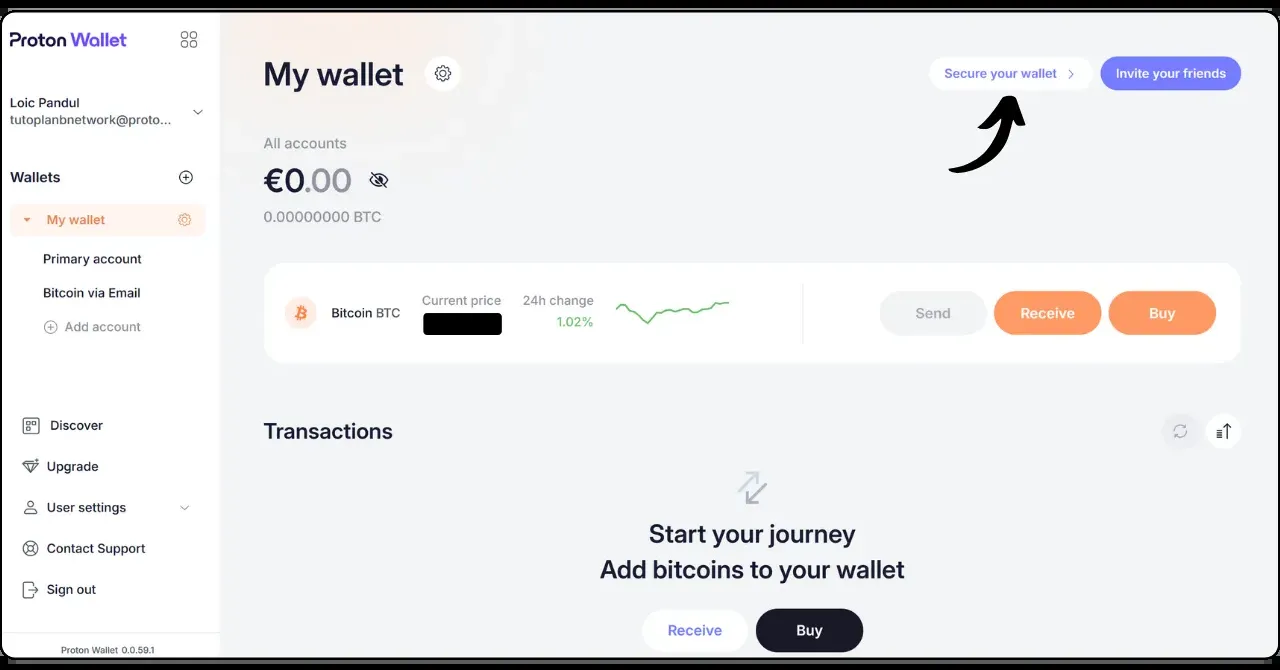 Proton Wallet
Loic Pandul
tutoplanbnetwork@proto...
Wallets
My wallet
Primary account
Bitcoin via Email
Add account
Discover
Upgrade
User settings
Contact Support
Sign out
Proton Wallet 0.0.59.1
My wallet
Secure your wallet
Invite your friends
All accounts
€0.00
0.00000000 BTC
Bitcoin BTC
Current price
24h change
1.02%
Send
Receive
Buy
Transactions
Start your journey
Add bitcoins to your wallet
Receive
Buy